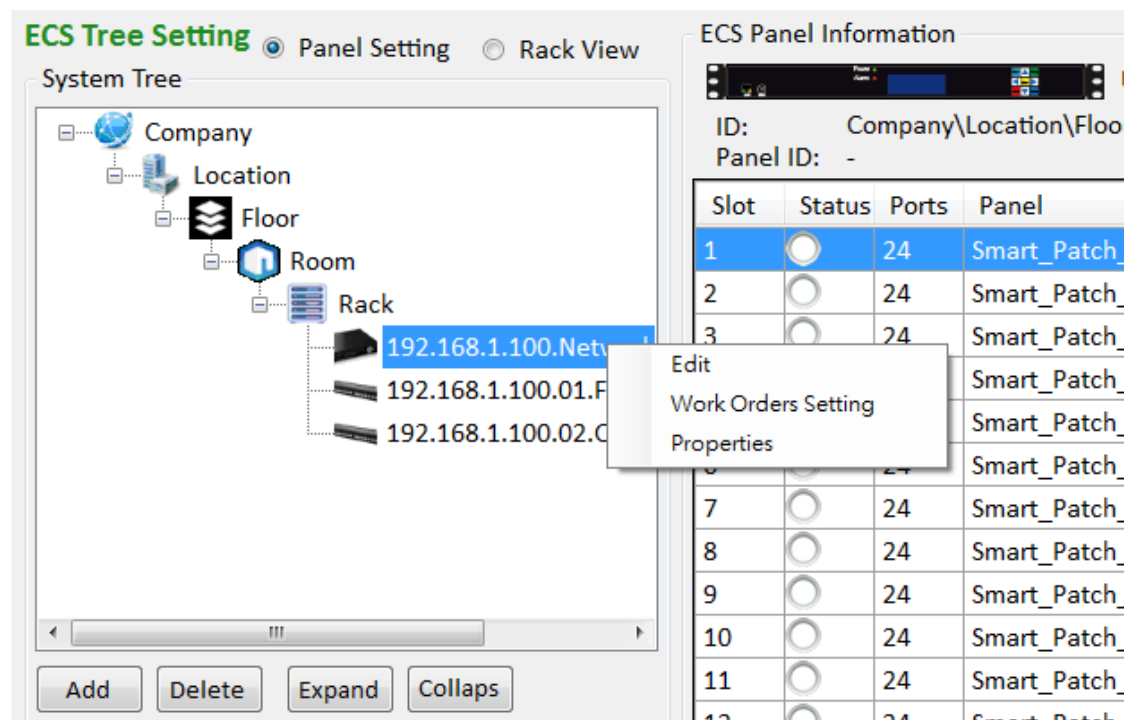 ECS Tree Setting
Panel Setting
Rack View
System Tree
Company
Location
Floor
Room
Rack
192.168.1.100.
192.168.1.100.01.
192.168.1.100.02.
Edit
Work Orders Setting
Properties
Add
Delete
Expand
Collaps
ECS Panel Information
Power
Alarm
ID: Company\Location\Floo
Panel ID: -
Slot Status Ports Panel
1 24 Smart_Patch_
2 24 Smart_Patch_
3 24 Smart_Patch_
Smart_Patch_
Smart_Patch_
Smart_Patch_
7 24 Smart_Patch_
8 24 Smart_Patch_
9 24 Smart_Patch_
10 24 Smart_Patch_
11 24 Smart_Patch_